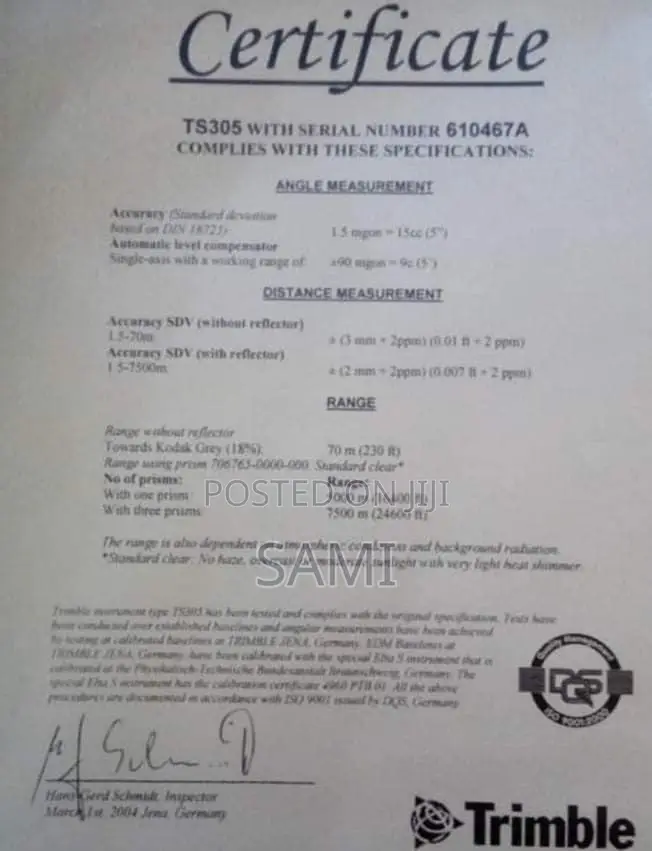 Certificate
TS305 WITH SERIAL NUMBER 610467A
COMPLIES WITH THESE SPECIFICATIONS:
ANGLE MEASUREMENT
Accuracy (Standard deviation
based on DIN 18723) 1.5 mgon = 15cc (5")
Automatic level compensator
Single-axis with a working range of: ±90 mgon = 9c (5')
DISTANCE MEASUREMENT
Accuracy SDV (without reflector)
1.5-70m: ± (3 mm + 2ppm) (0.01 ft + 2 ppm)
Accuracy SDV (with reflector)
1.5-7500m: ± (2 mm + 2ppm) (0.007 ft + 2 ppm)
RANGE
Range without reflector
Towards Kodak Grey (18%): 70 m (230 ft)
Range using prism 706765-0000-000. Standard clear*
No of prisms: Range:
With one prism: 5000 m (16400 ft)
With three prisms: 7500 m (24600 ft)
POSTED ON JIJI
SAMI
The range is also dependent on atmospheric conditions and background radiation.
*Standard clear: No haze, overcast or moderate sunlight with very light heat shimmer.
Trimble instrument type TS305 has been tested and complies with the original specification. Tests have
been conducted over established baselines and angular measurements have been achieved
by testing at calibrated baselines at TRIMBLE JENA, Germany. EDM Baselines at
TRIMBLE JENA, Germany have been calibrated with the special Elta S instrument that is
calibrated at the Physikalisch-Technische Bundesanstalt Braunschweig, Germany. The
special Elta S instrument has the calibration certificate 4060 PTB 01. All the above
procedures are documented in accordance with ISO 9001 issued by DQS, Germany
Quality Management
DQS
ISO 9001:2000
Hans Gerd Schmidt, Inspector
March 1st, 2004 Jena, Germany
Trimble